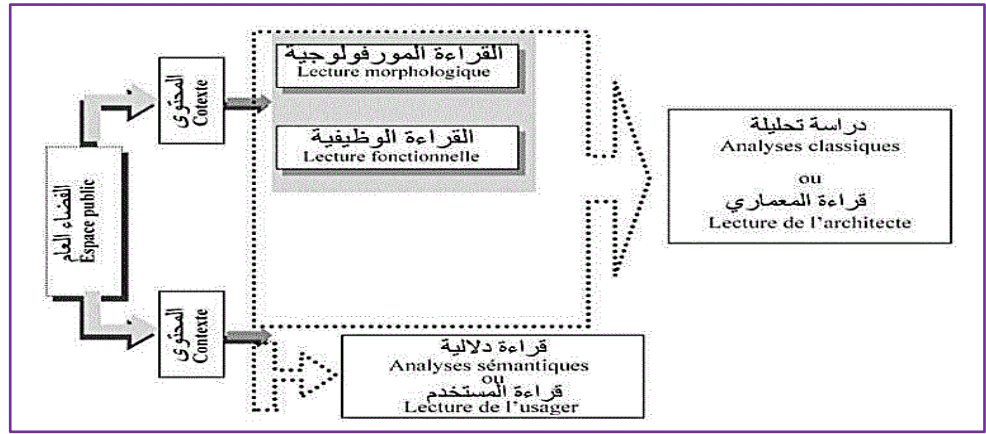 الفضاء العام
Espace public
المحتوى
Cotexte
القراءة المورفولوجية
Lecture morphologique
القراءة الوظيفية
Lecture fonctionnelle
دراسة تحليلة
Analyses classiques
ou
قراءة المعماري
Lecture de l'architecte
المحتوى
Contexte
قراءة دلالية
Analyses sémantiques
ou
قراءة المستخدم
Lecture de l'usager